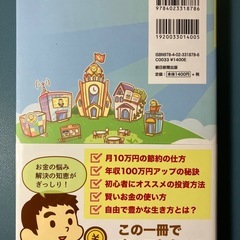 9784023318786
1920033014005
ISBN978-4-02-331878-6
C0033 ¥1400E
朝日新聞出版
定価 本体1400円 +税
お金の悩み
解決の知恵が
ぎっしり!
月10万円の節約の仕方
年収100万円アップの秘訣
初心者にオススメの投資方法
賢いお金の使い方
自由で豊かな生き方とは?
この一冊で